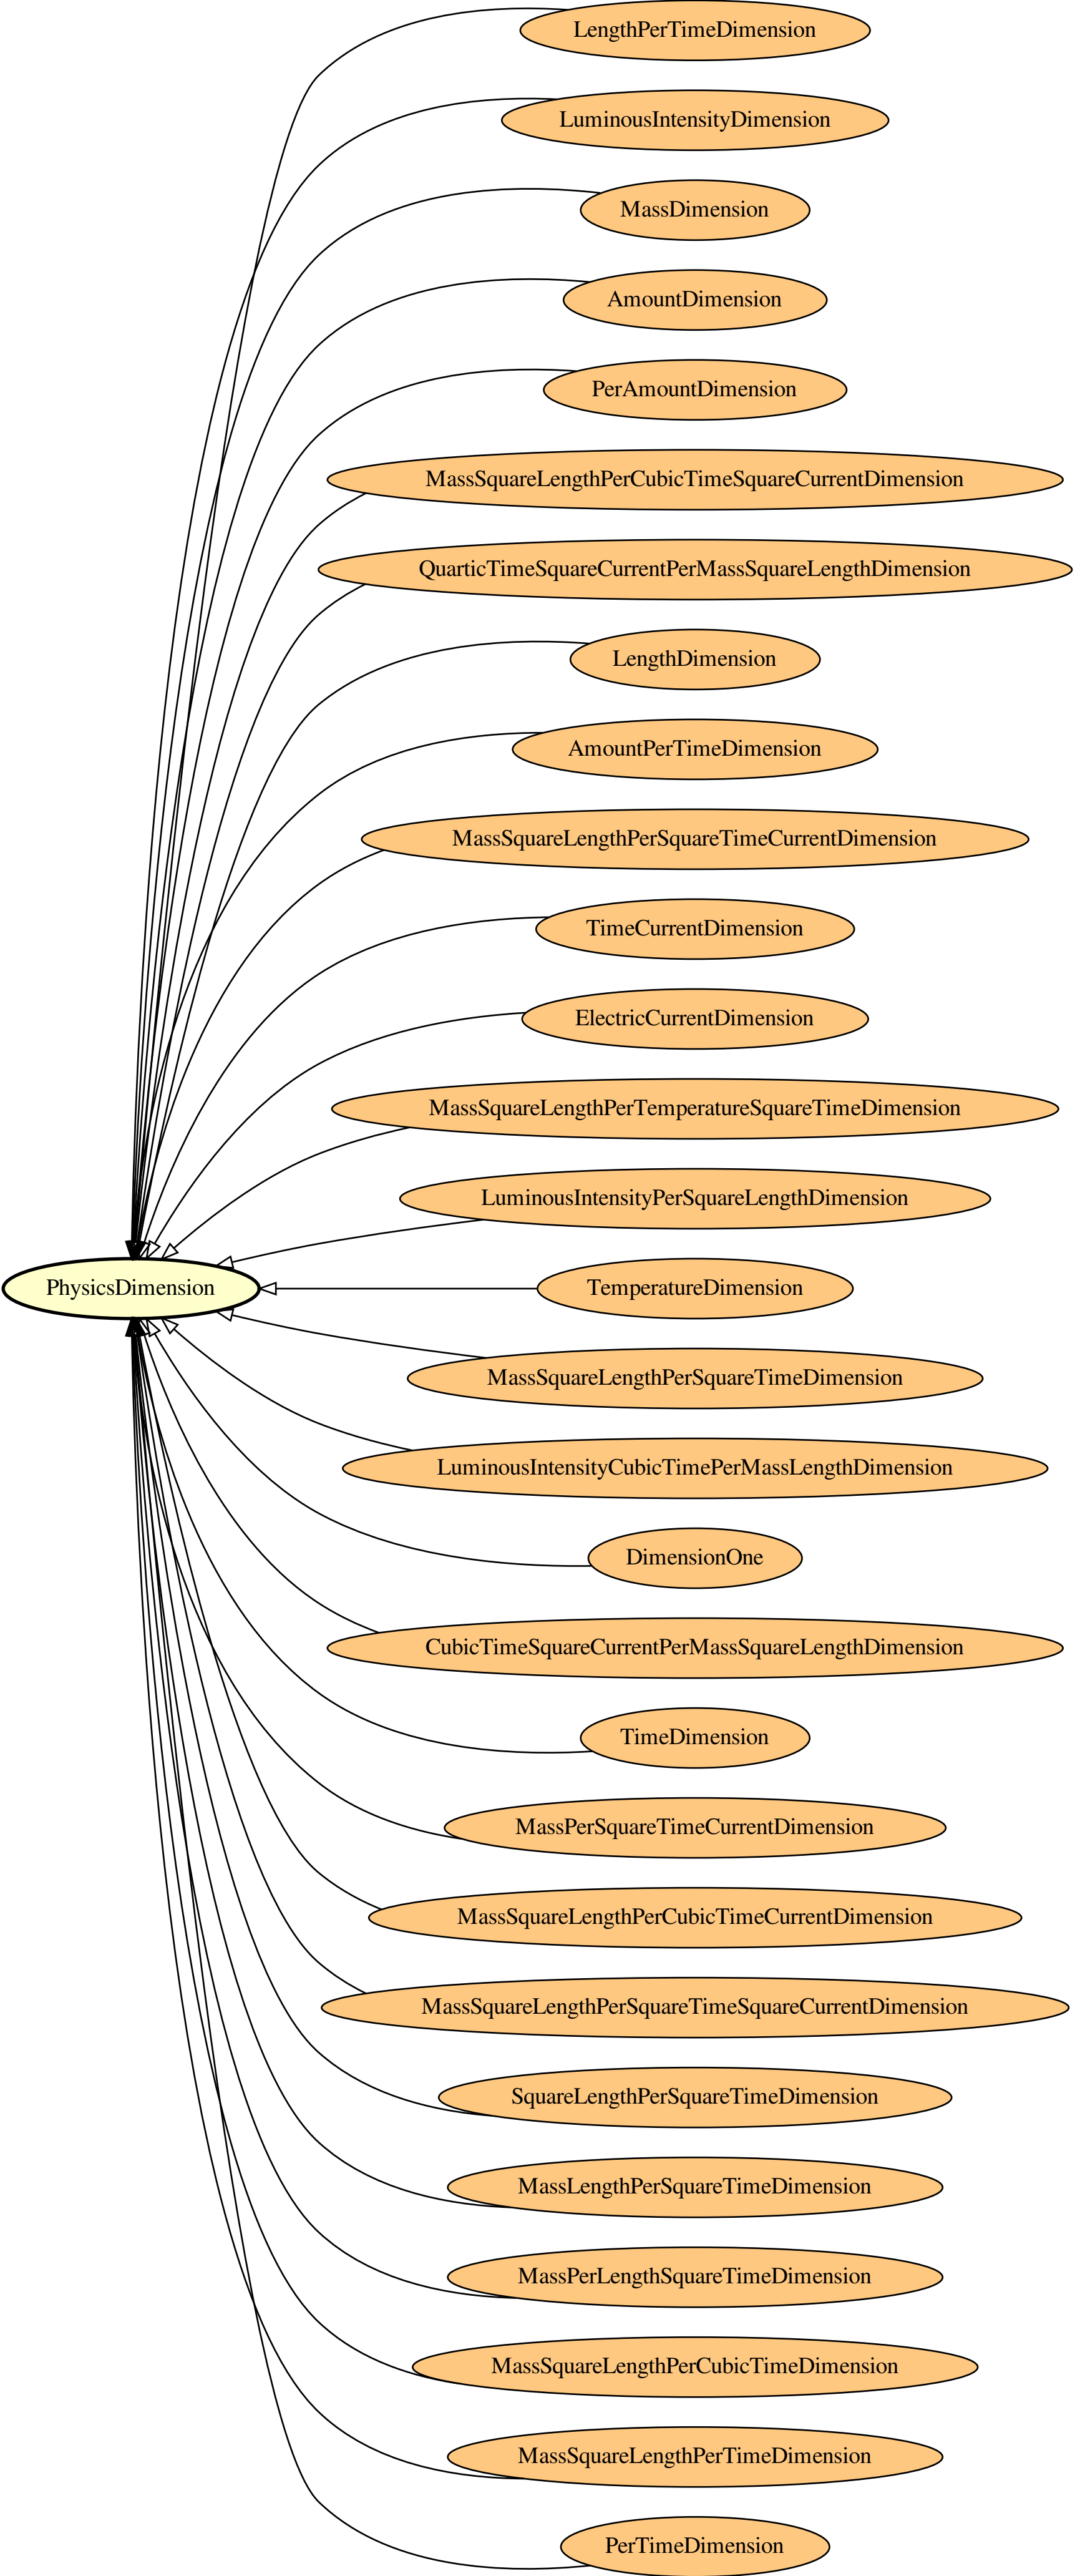 LengthPerTimeDimension
LuminousIntensityDimension
MassDimension
AmountDimension
PerAmountDimension
MassSquareLengthPerCubicTimeSquareCurrentDimension
QuarticTimeSquareCurrentPerMassSquareLengthDimension
LengthDimension
AmountPerTimeDimension
MassSquareLengthPerSquareTimeCurrentDimension
TimeCurrentDimension
ElectricCurrentDimension
MassSquareLengthPerTemperatureSquareTimeDimension
LuminousIntensityPerSquareLengthDimension
PhysicsDimension
TemperatureDimension
MassSquareLengthPerSquareTimeDimension
LuminousIntensityCubicTimePerMassLengthDimension
DimensionOne
CubicTimeSquareCurrentPerMassSquareLengthDimension
TimeDimension
MassPerSquareTimeCurrentDimension
MassSquareLengthPerCubicTimeCurrentDimension
MassSquareLengthPerSquareTimeSquareCurrentDimension
SquareLengthPerSquareTimeDimension
MassLengthPerSquareTimeDimension
MassPerLengthSquareTimeDimension
MassSquareLengthPerCubicTimeDimension
MassSquareLengthPerTimeDimension
PerTimeDimension